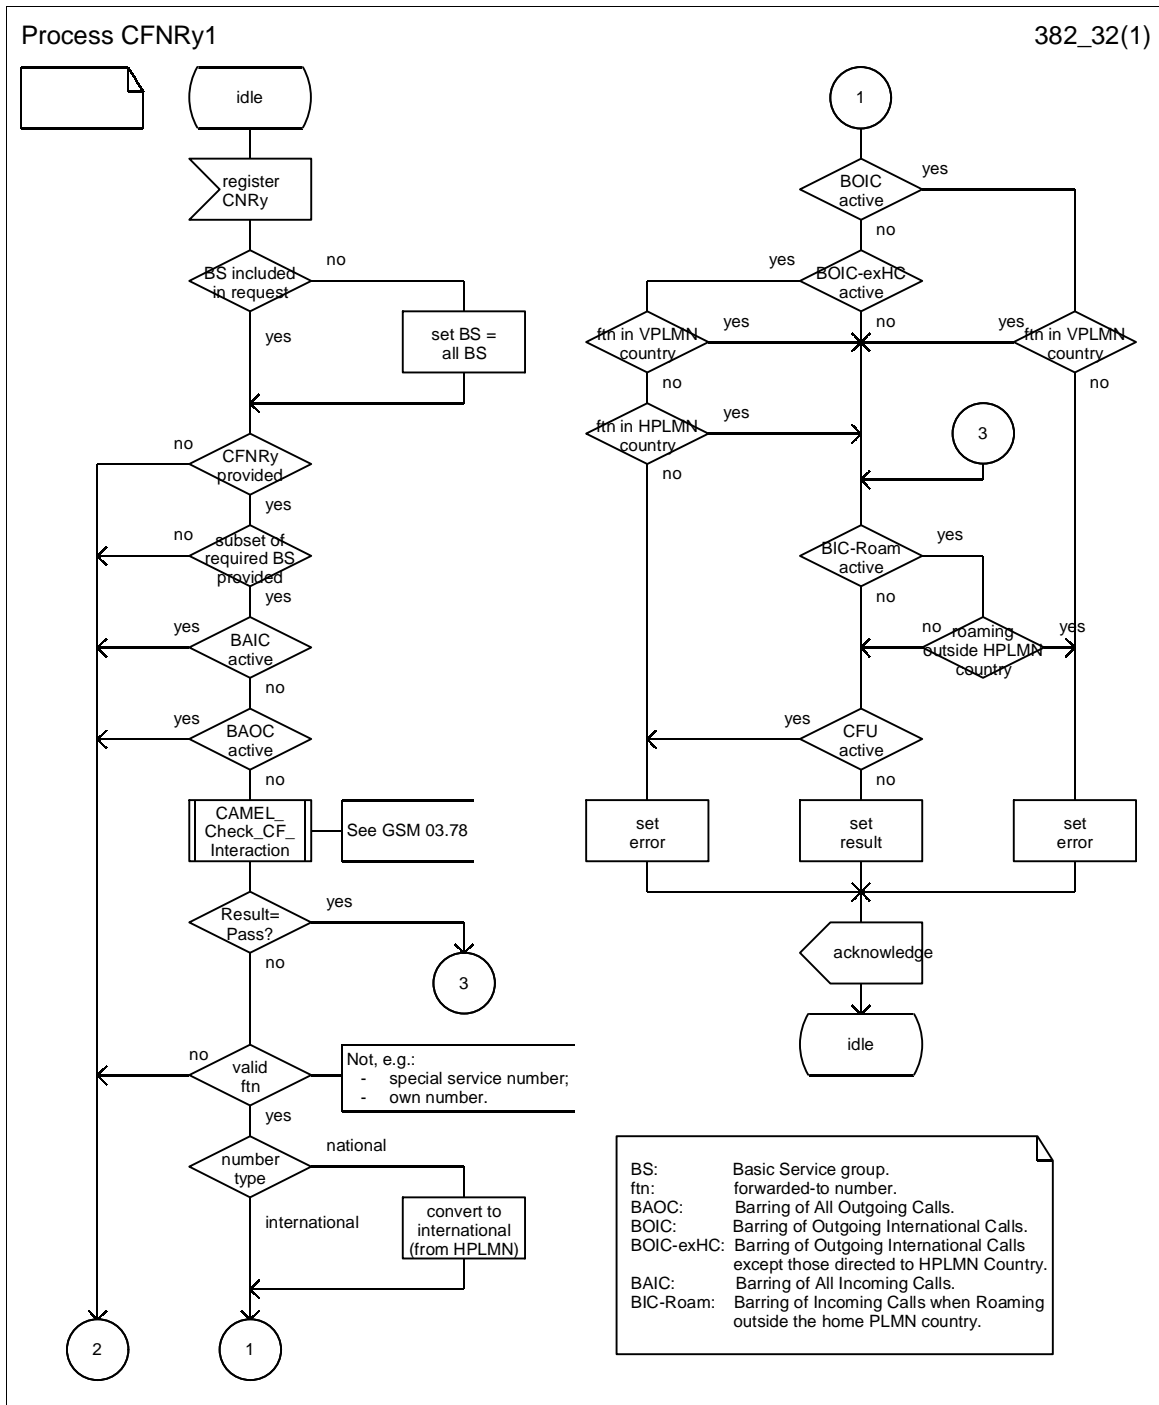 Process CFNRy1
382_32(1)
idle
register
CNRy
BS included
in request
no
yes
set BS =
all BS
no
CFNRy
provided
yes
no
subset of
required BS
provided
yes
yes
BAIC
active
no
yes
BAOC
active
no
CAMEL_
Check_CF_
Interaction
See GSM 03.78
Result=
Pass?
yes
no
3
no
valid
ftn
yes
Not, e.g.:
- special service number;
- own number.
number
type
national
international
convert to
international
(from HPLMN)
2
1
1
BOIC
active
yes
no
yes
BOIC-exHC
active
no
ftn in VPLMN
country
yes
no
yes
ftn in VPLMN
country
no
ftn in HPLMN
country
yes
no
3
BIC-Roam
active
yes
no
no
roaming
outside HPLMN
country
yes
yes
CFU
active
no
set
error
set
result
set
error
acknowledge
idle
BS: Basic Service group.
ftn: forwarded-to number.
BAOC: Barring of All Outgoing Calls.
BOIC: Barring of Outgoing International Calls.
BOIC-exHC: Barring of Outgoing International Calls
except those directed to HPLMN Country.
BAIC: Barring of All Incoming Calls.
BIC-Roam: Barring of Incoming Calls when Roaming
outside the home PLMN country.